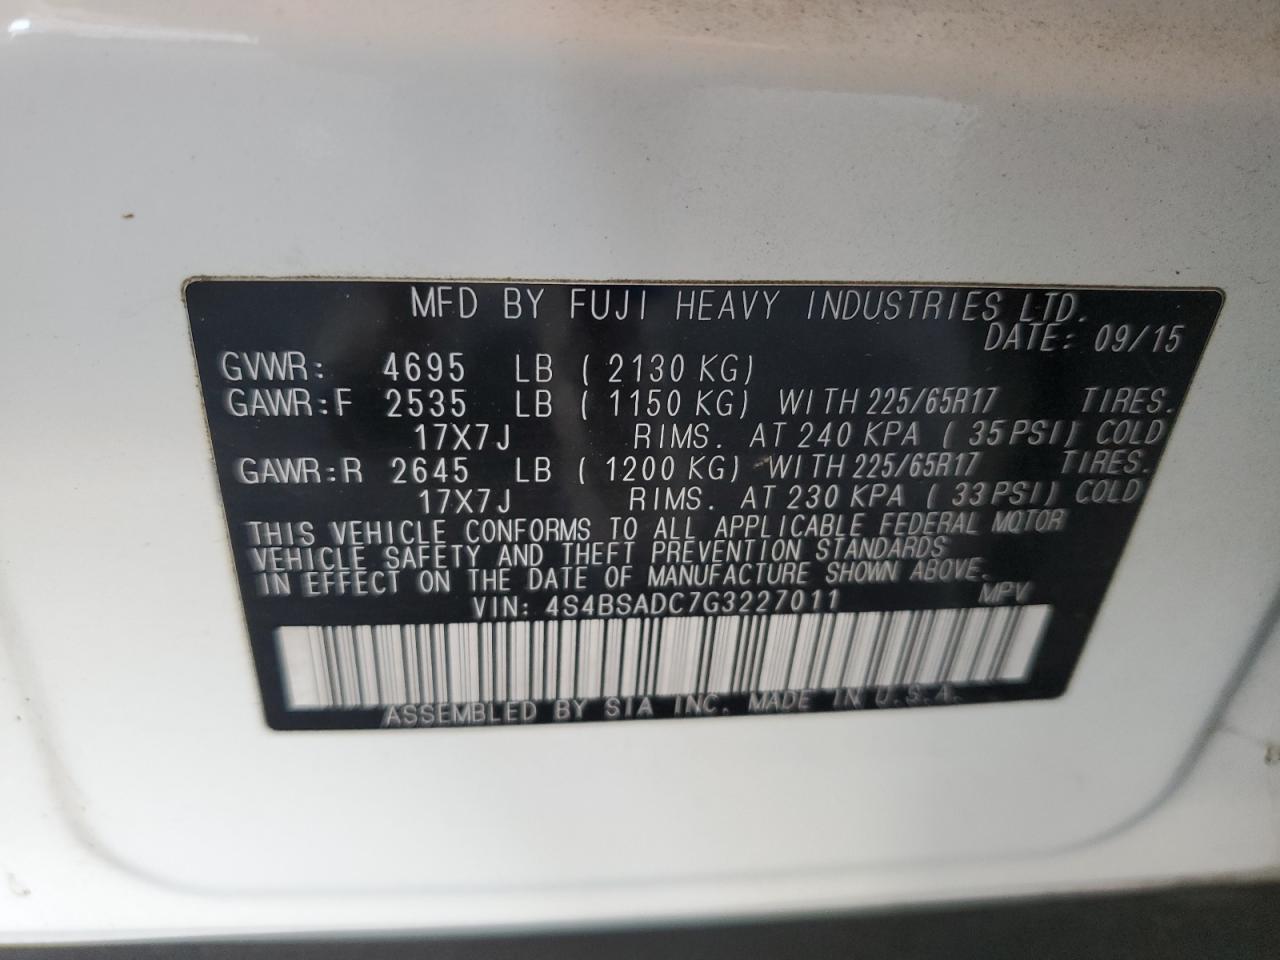 MFD BY FUJI HEAVY INDUSTRIES LTD.
DATE: 09/15
GVWR: 4695 LB ( 2130 KG)
GAWR:F 2535 LB ( 1150 KG) WITH 225/65R17 TIRES.
17X7J RIMS. AT 240 KPA ( 35PSI) COLD
GAWR:R 2645 LB ( 1200 KG) WITH 225/65R17 TIRES.
17X7J RIMS. AT 230 KPA ( 33PSI) COLD
THIS VEHICLE CONFORMS TO ALL APPLICABLE FEDERAL MOTOR
VEHICLE SAFETY AND THEFT PREVENTION STANDARDS
IN EFFECT ON THE DATE OF MANUFACTURE SHOWN ABOVE.
VIN: 4S4BSADC7G3227011 MPV
ASSEMBLED BY SIA INC. MADE IN U.S.A.